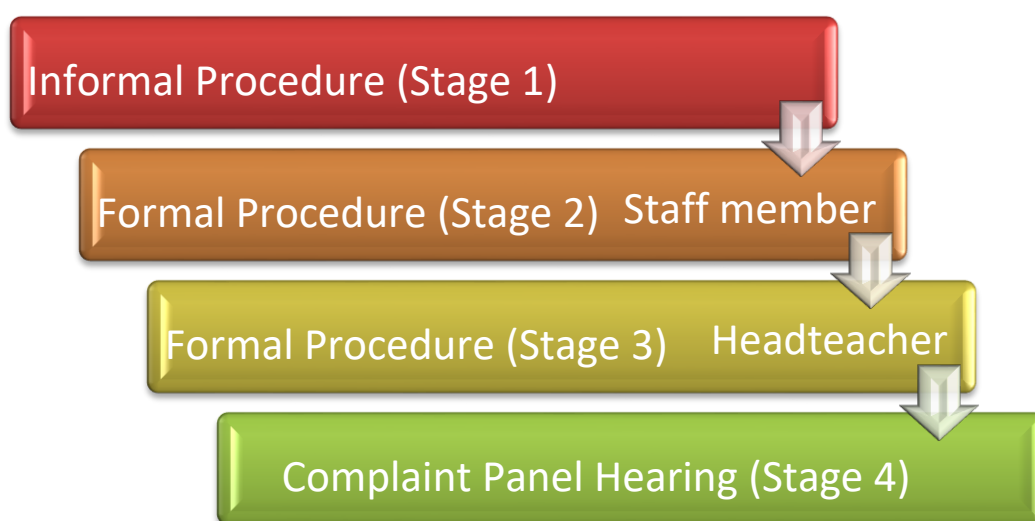 Informal Procedure (Stage 1)
Formal Procedure (Stage 2) Staff member
Formal Procedure (Stage 3) Headteacher
Complaint Panel Hearing (Stage 4)